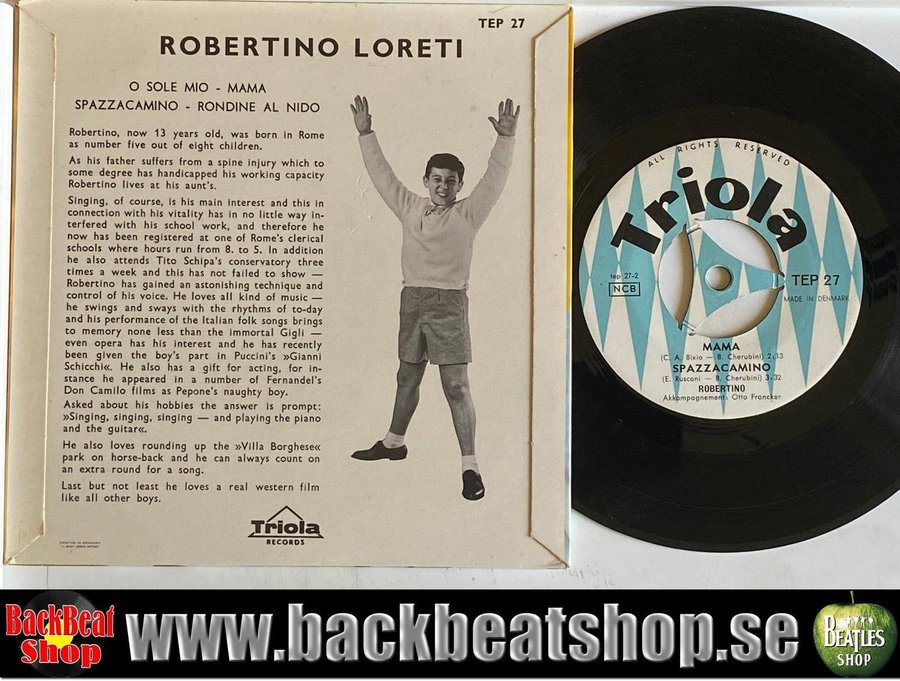 TEP 27
ROBERTINO LORETI
O SOLE MIO - MAMA
SPAZZACAMINO - RONDINE AL NIDO
Robertino, now 13 years old, was born in Rome
as number five out of eight children.
As his father suffers from a spine injury which to
some degree has handicapped his working capacity
Robertino lives at his aunt's.
Singing, of course, is his main interest and this in
connection with his vitality has in no little way in-
terfered with his school work, and therefore he
now has been registered at one of Rome's clerical
schools where hours run from 8. to 5. In addition
he also attends Tito Schipa's conservatory three
times a week and this has not failed to show —
Robertino has gained an astonishing technique and
control of his voice. He loves all kind of music —
he swings and sways with the rhythms of to-day
and his performance of the Italian folk songs brings
to memory none less than the immortal Gigli —
even opera has his interest and he has recently
been given the boy's part in Puccini's »Gianni
Schicchi«. He also has a gift for acting, for in-
stance he appeared in a number of Fernandel's
Don Camilo films as Pepone's naughty boy.
Asked about his hobbies the answer is prompt:
»Singing, singing, singing — and playing the piano
and the guitar«.
He also loves rounding up the »Villa Borghese«
park on horse-back and he can always count on
an extra round for a song.
Last but not least he loves a real western film
like all other boys.
Triola
RECORDS
ALL RIGHTS RESERVED
Triola
tep 27-2
NCB
TEP 27
MADE IN DENMARK
MAMA
(C. A. Bixio — B. Cherubini) 2:13
SPAZZACAMINO
(E. Rusconi — B. Cherubini) 3:32
ROBERTINO
Akkompagnement: Otto Francker
BackBeat
Shop
www.backbeatshop.se
BEATLES
SHOP